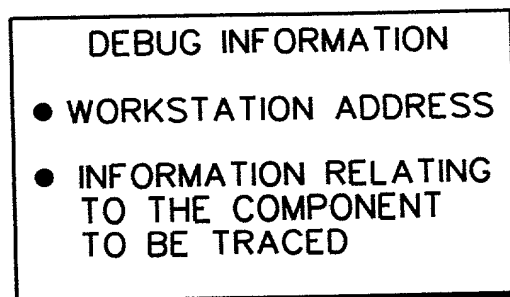 DEBUG INFORMATION
● WORKSTATION ADDRESS
● INFORMATION RELATING
TO THE COMPONENT
TO BE TRACED